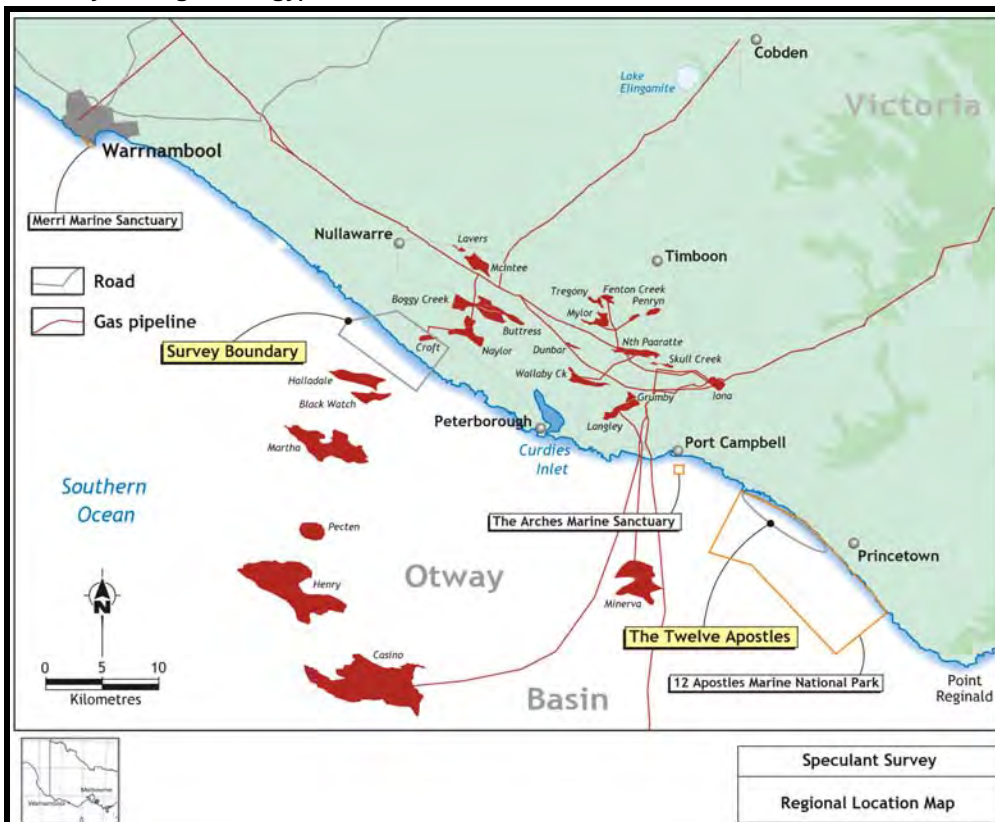 Cobden
Lake
Elingamite
Victoria
Warrnambool
Merri Marine Sanctuary
Nullawarre
Lavers
McIntee
Timboon
Road
Gas pipeline
Tregony
Fenton Creek
Penryn
Mylor
Boggy Creek
Buttress
Survey Boundary
Croft
Naylor
Dunbar
Nth Paaratte
Skull Creek
Halladale
Wallaby Ck
Black Watch
Grumby
Iona
Langley
Peterborough
Port Campbell
Martha
Curdies
Inlet
Southern
Ocean
The Arches Marine Sanctuary
Pecten
Princetown
Otway
Henry
Minerva
N
The Twelve Apostles
Casino
0 5 10
Kilometres
12 Apostles Marine National Park
Point
Reginald
Basin
Melbourne
Warrnambool
Speculant Survey
Regional Location Map